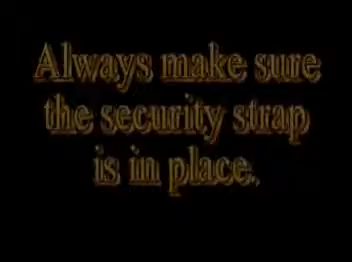 Always make sure
the security strap
is in place.